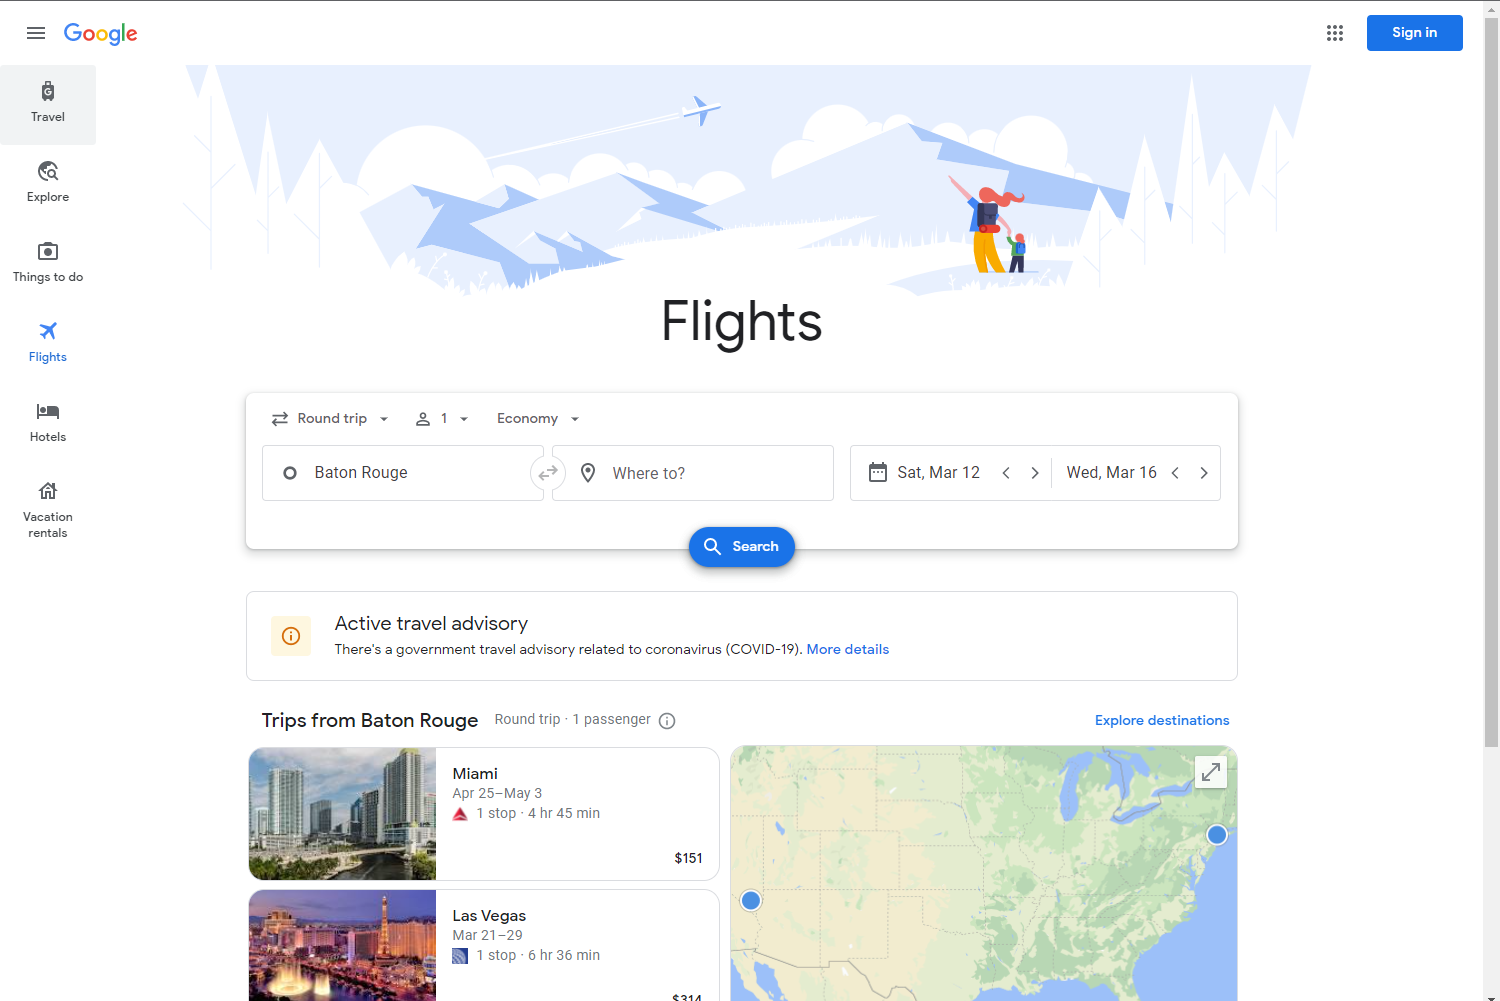 Google
Sign in
Travel
Explore
Things to do
Flights
Hotels
Vacation
rentals
Flights
Round trip
1
Economy
Baton Rouge
Where to?
Sat, Mar 12
Wed, Mar 16
Search
Active travel advisory
There's a government travel advisory related to coronavirus (COVID-19). More details
Trips from Baton Rouge
Round trip · 1 passenger
Explore destinations
Miami
Apr 25–May 3
1 stop · 4 hr 45 min
$151
Las Vegas
Mar 21–29
1 stop · 6 hr 36 min
$314